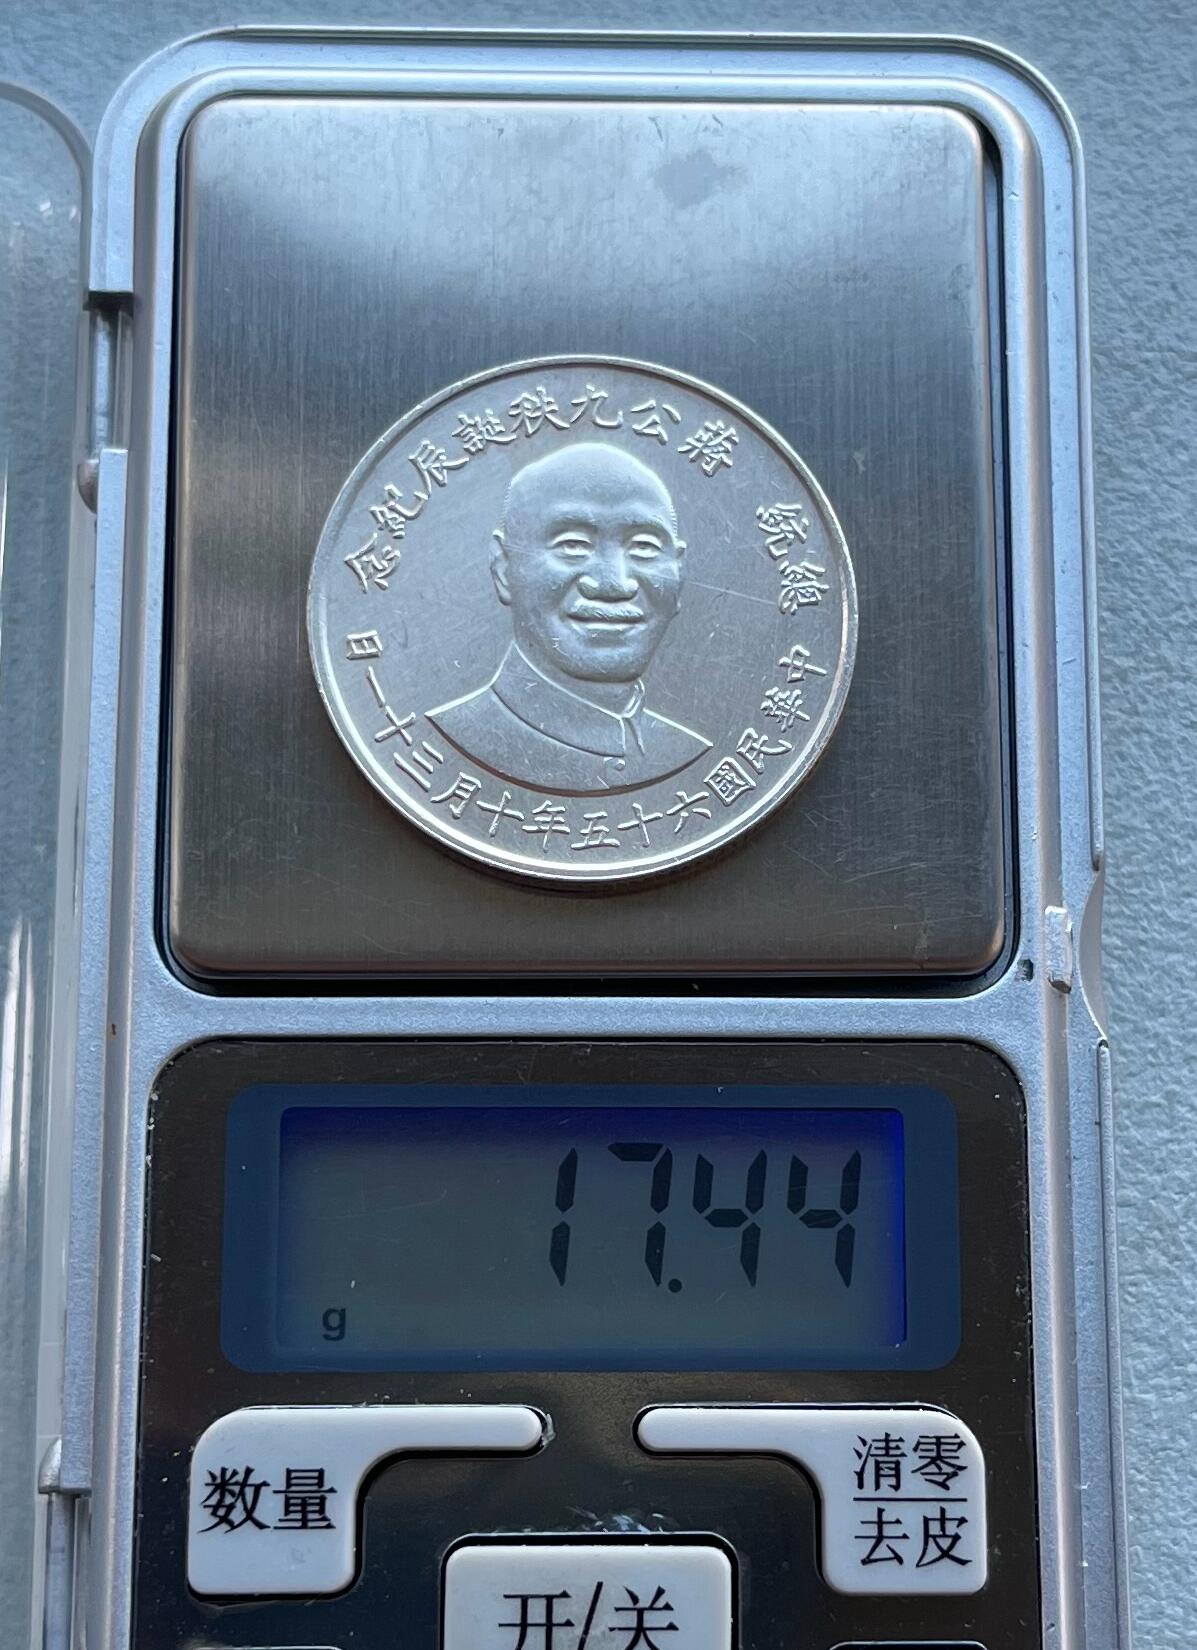 總統 蔣公九秩誕辰紀念
中華民國六十五年十月三十一日
17.44
g
数量
清零
去皮
开/关